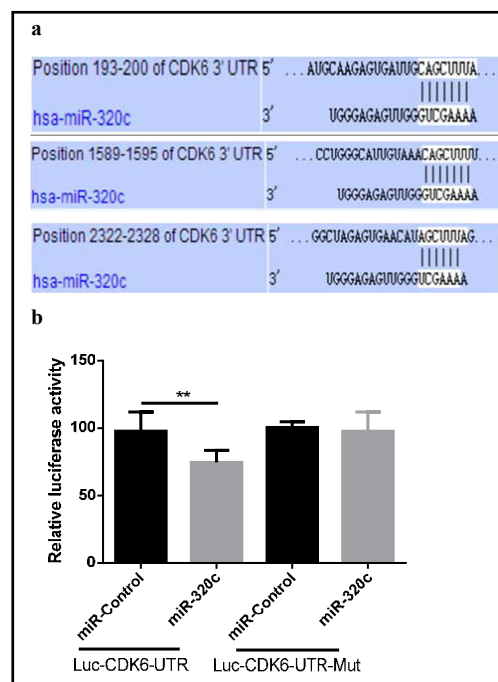 a
Position 193-200 of CDK6 3' UTR 5' ...AUGCAAGAGUGAUUGCAGCUUUA...
hsa-miR-320c 3' UGGGAGAGUUGGGUCGAAAA
Position 1589-1595 of CDK6 3' UTR 5' ...CCUGGGCAUUGUAAACAGCUUUU...
hsa-miR-320c 3' UGGGAGAGUUGGGUCGAAAA
Position 2322-2328 of CDK6 3' UTR 5' ...GGCUAGAGUGAACAUAGCUUUAG...
hsa-miR-320c 3' UGGGAGAGUUGGGUCGAAAA
b
Relative luciferase activity
150
100
50
0
**
miR-Control
miR-320c
miR-Control
miR-320c
Luc-CDK6-UTR
Luc-CDK6-UTR-Mut